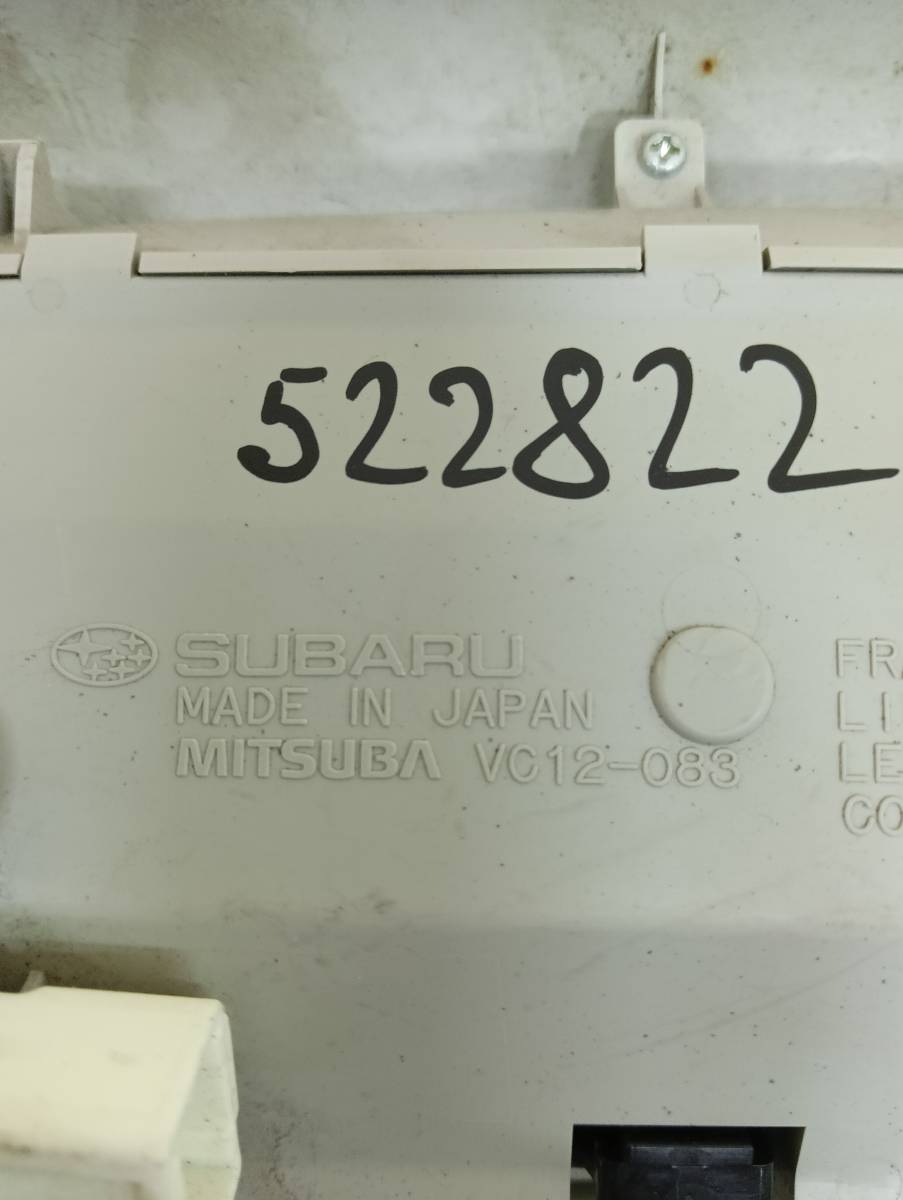 522822
SUBARU
MADE IN JAPAN
MITSUBA VC12-083